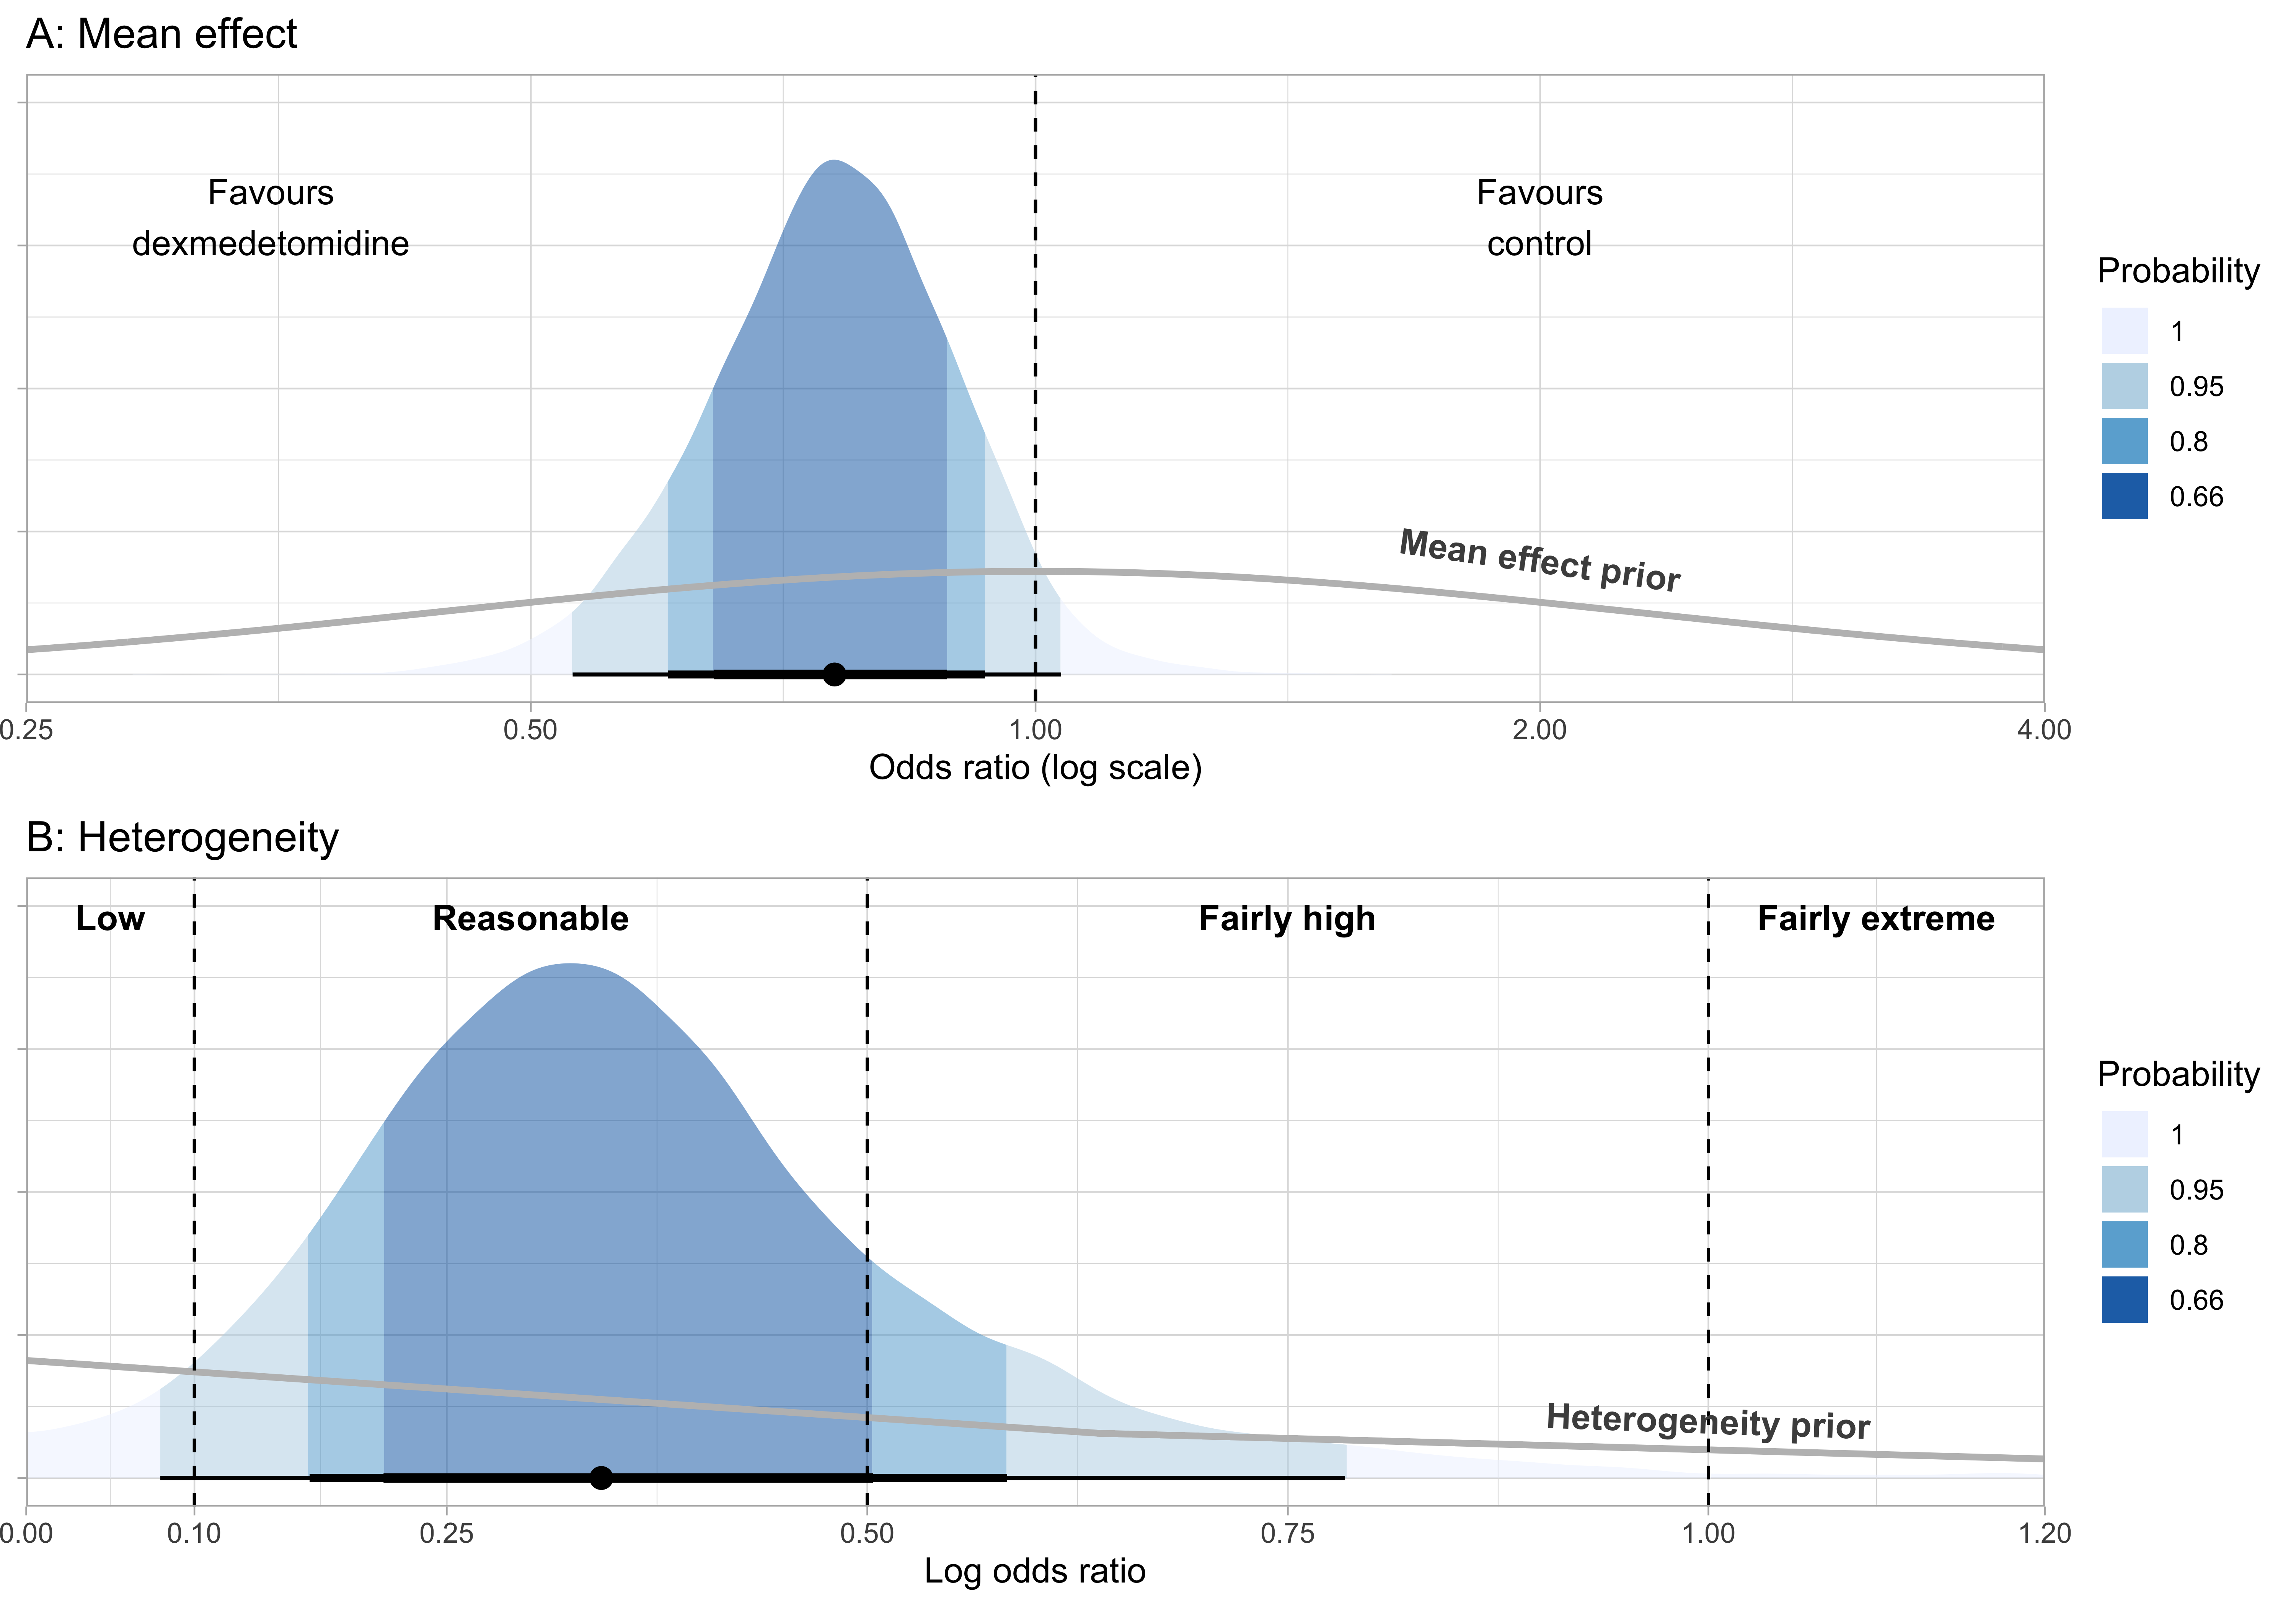 A: Mean effect
Favours
dexmedetomidine
Favours
control
Mean effect prior
Probability
1
0.95
0.8
0.66
0.25
0.50
1.00
2.00
4.00
Odds ratio (log scale)
B: Heterogeneity
Low
Reasonable
Fairly high
Fairly extreme
Heterogeneity prior
Probability
1
0.95
0.8
0.66
0.00
0.10
0.25
0.50
0.75
1.00
1.20
Log odds ratio